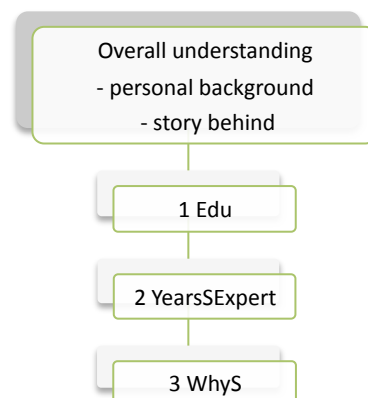 Overall understanding
- personal background
- story behind
1 Edu
2 YearsSExpert
3 WhyS